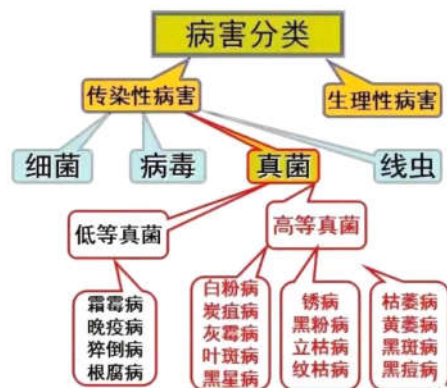 病害分类
传染性病害
生理性病害
细菌
病毒
真菌
线虫
低等真菌
高等真菌
霜霉病
晚疫病
猝倒病
根腐病
白粉病
炭疽病
灰霉病
叶斑病
黑星病
锈病
黑粉病
立枯病
纹枯病
枯萎病
黄萎病
黑斑病
黑痘病